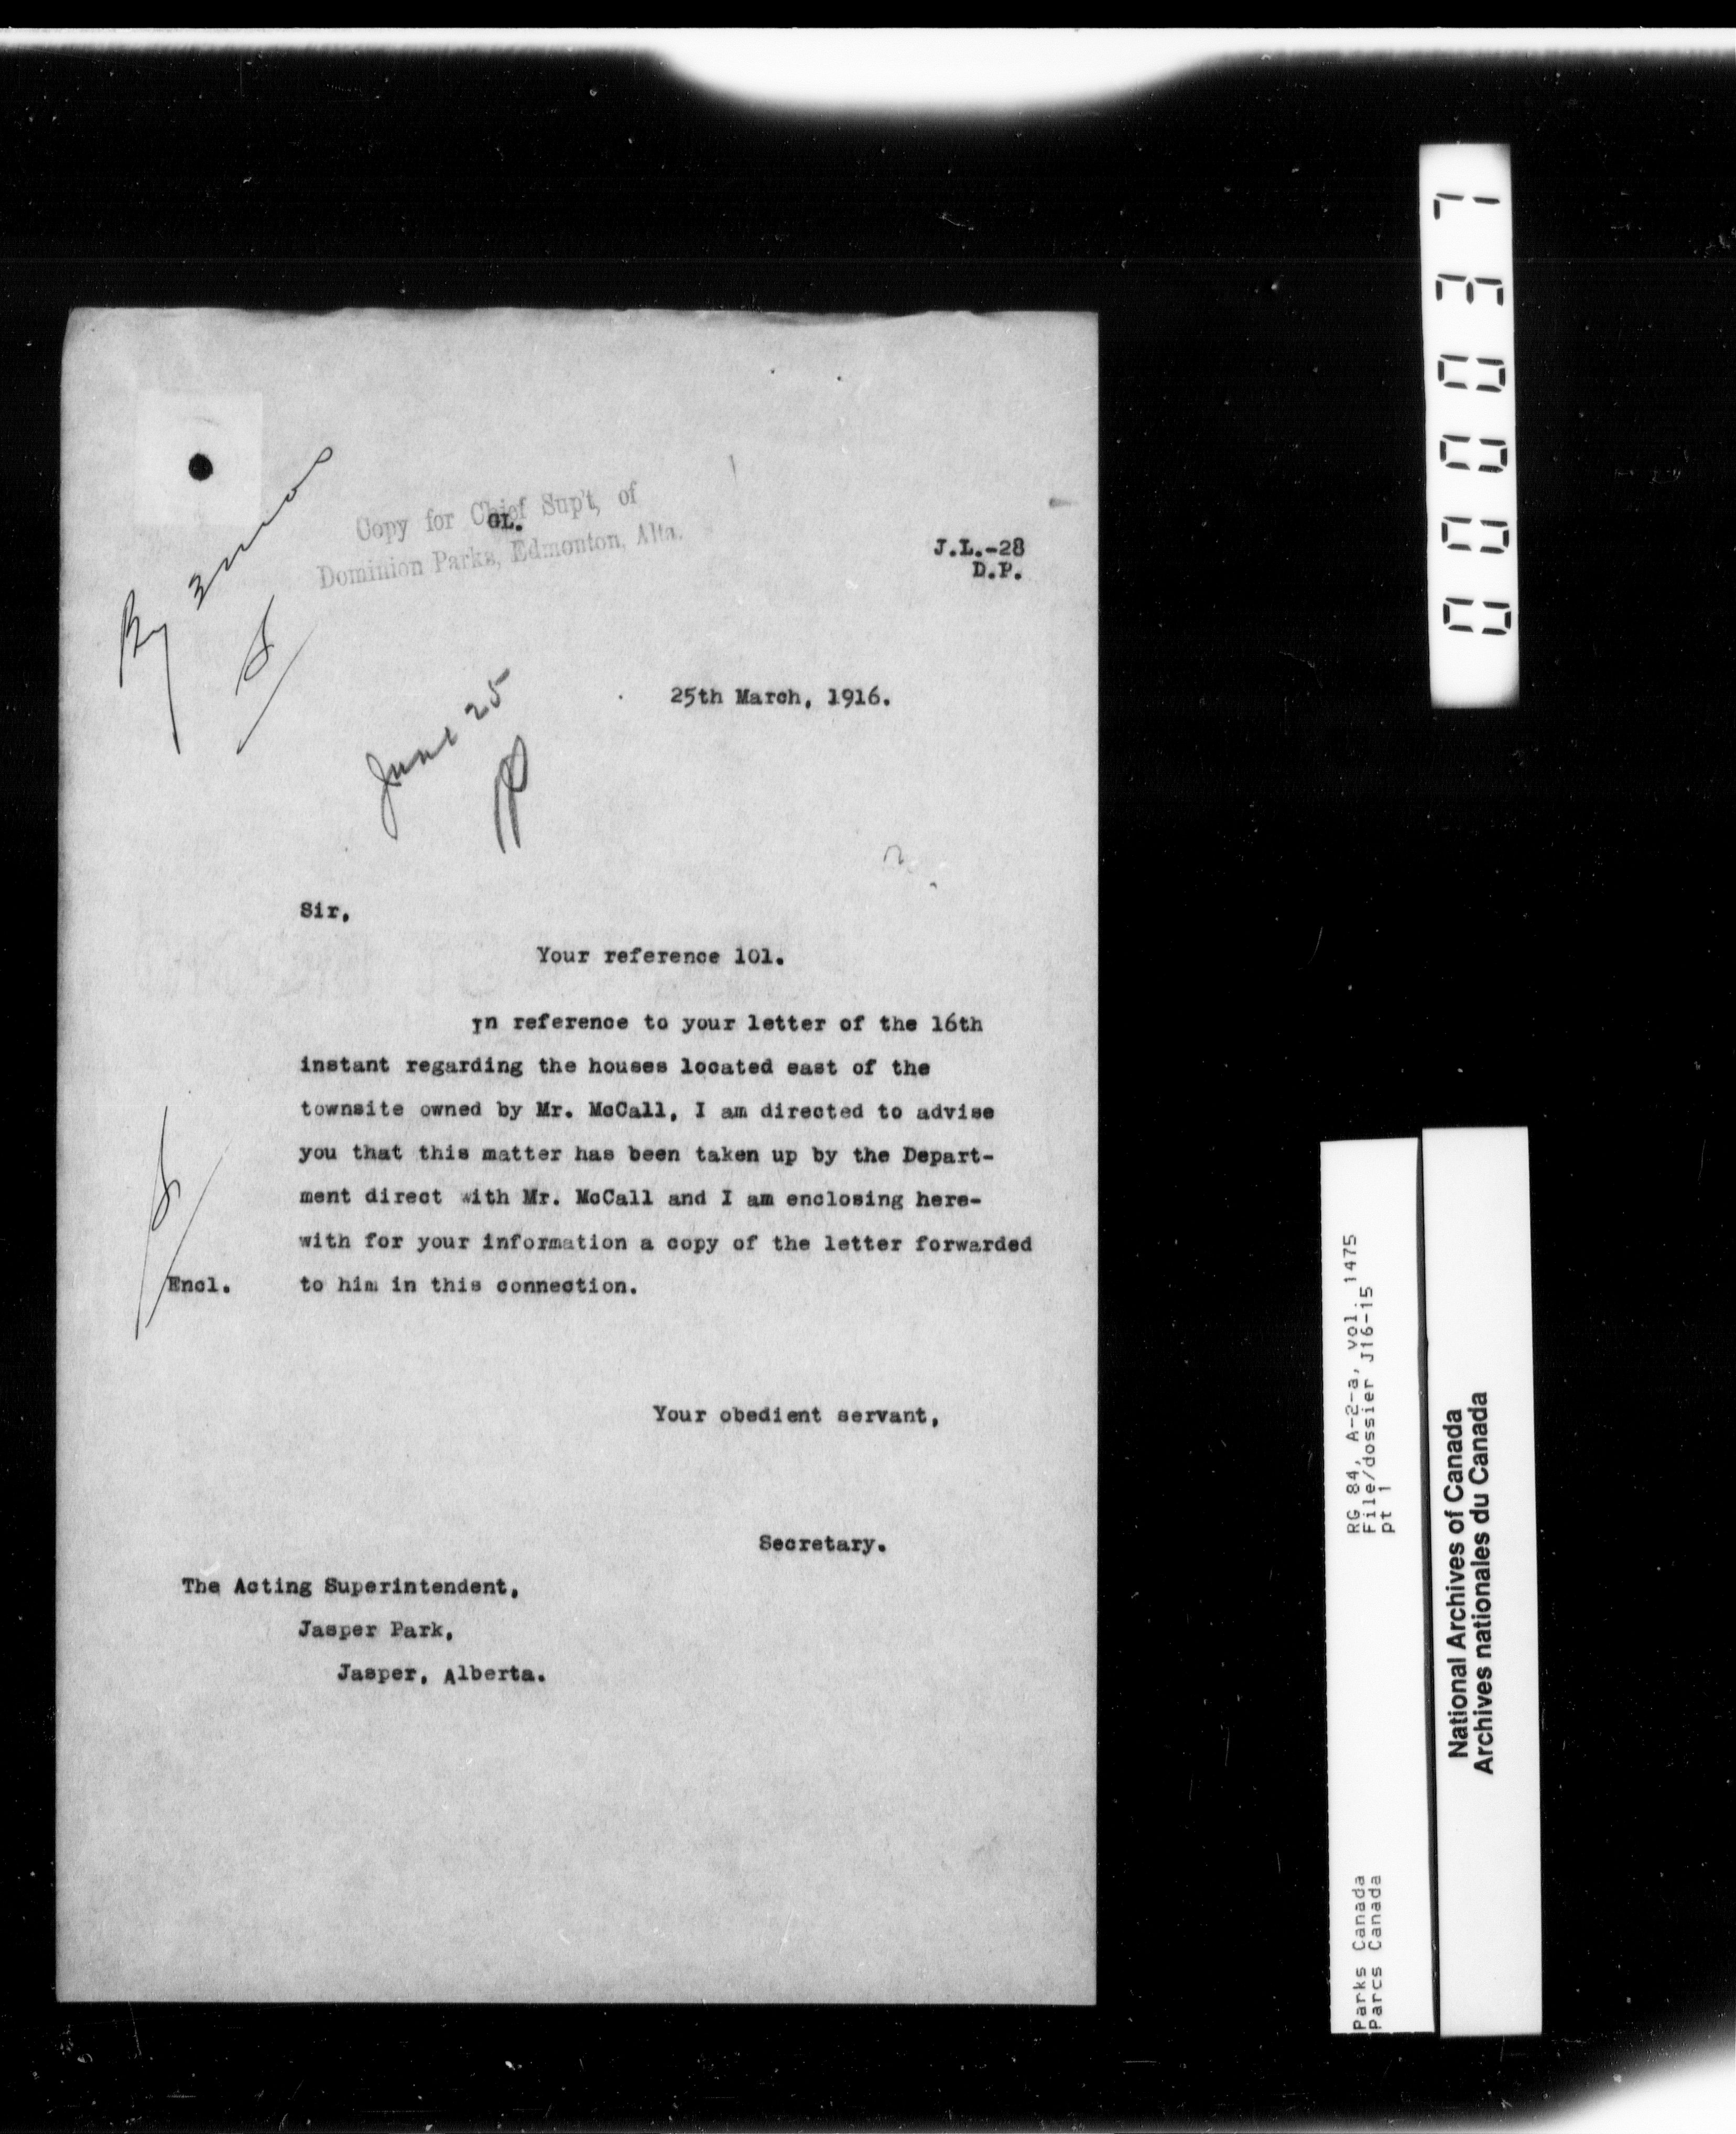 Copy for Chief Sup't, of
GL.
Dominion Parks, Edmonton, Alta.
J.L.-28
D.P.
By 3 mos
25th March, 1916.
June 25
Sir,
Your reference 101.
In reference to your letter of the 16th
instant regarding the houses located east of the
townsite owned by Mr. McCall, I am directed to advise
you that this matter has been taken up by the Depart-
ment direct with Mr. McCall and I am enclosing here-
with for your information a copy of the letter forwarded
Encl. to him in this connection.
Your obedient servant,
Secretary.
The Acting Superintendent,
Jasper Park,
Jasper, Alberta.
000037
RG 84, A-2-a, vol. 1475
File/dossier J16-15
pt 1
Parks Canada
Parcs Canada
National Archives of Canada
Archives nationales du Canada